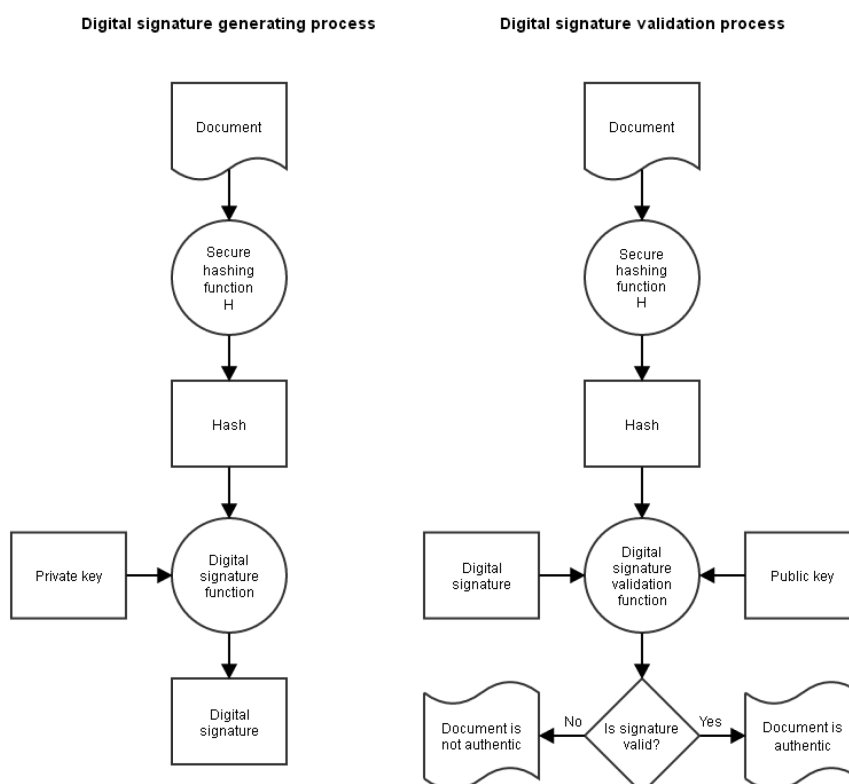 Digital signature generating process
Document
Secure
hashing
function
H
Hash
Private key
Digital
signature
function
Digital
signature
Digital signature validation process
Document
Secure
hashing
function
H
Hash
Digital
signature
Digital
signature
validation
function
Public key
Document is
not authentic
No
Is signature
valid?
Yes
Document is
authentic